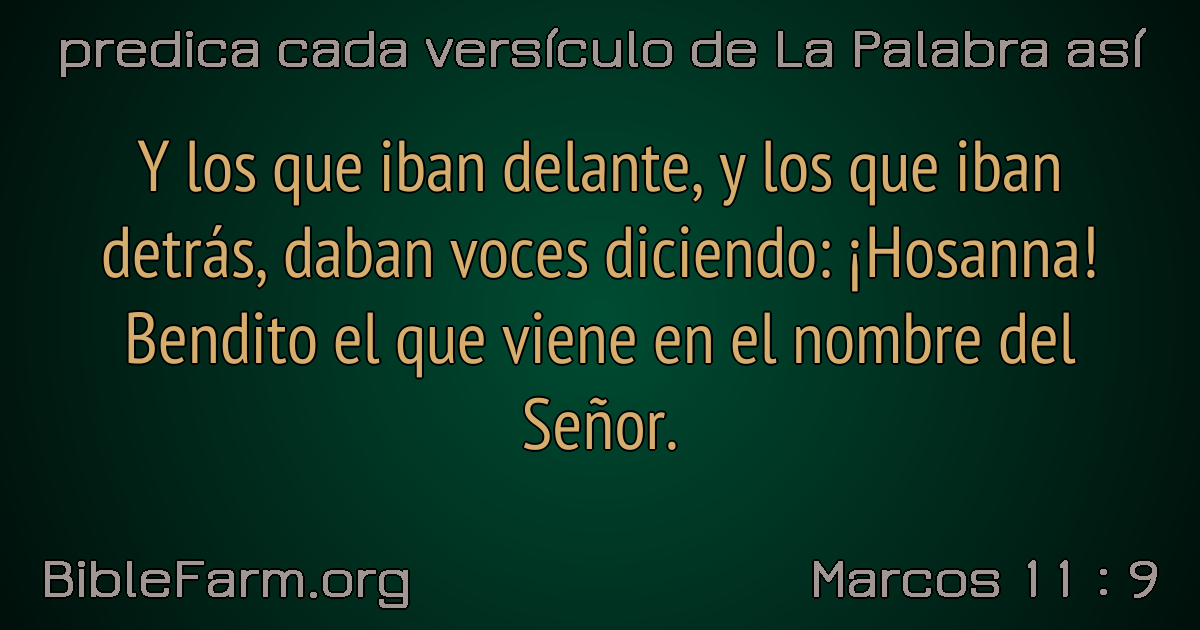 predica cada versículo de La Palabra así
Y los que iban delante, y los que iban
detrás, daban voces diciendo: ¡Hosanna!
Bendito el que viene en el nombre del
Señor.
BibleFarm.org
Marcos 11 : 9